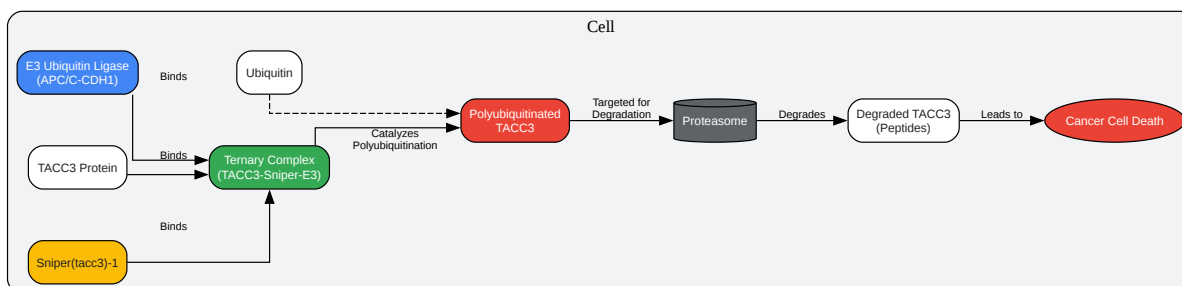 Cell
E3 Ubiquitin Ligase
(APC/C-CDH1)
Binds
Ubiquitin
TACC3 Protein
Binds
Ternary Complex
(TACC3-Sniper-E3)
Catalyzes
Polyubiquitination
Polyubiquitinated
TACC3
Targeted for
Degradation
Proteasome
Degrades
Degraded TACC3
(Peptides)
Leads to
Cancer Cell Death
Binds
Sniper(tacc3)-1